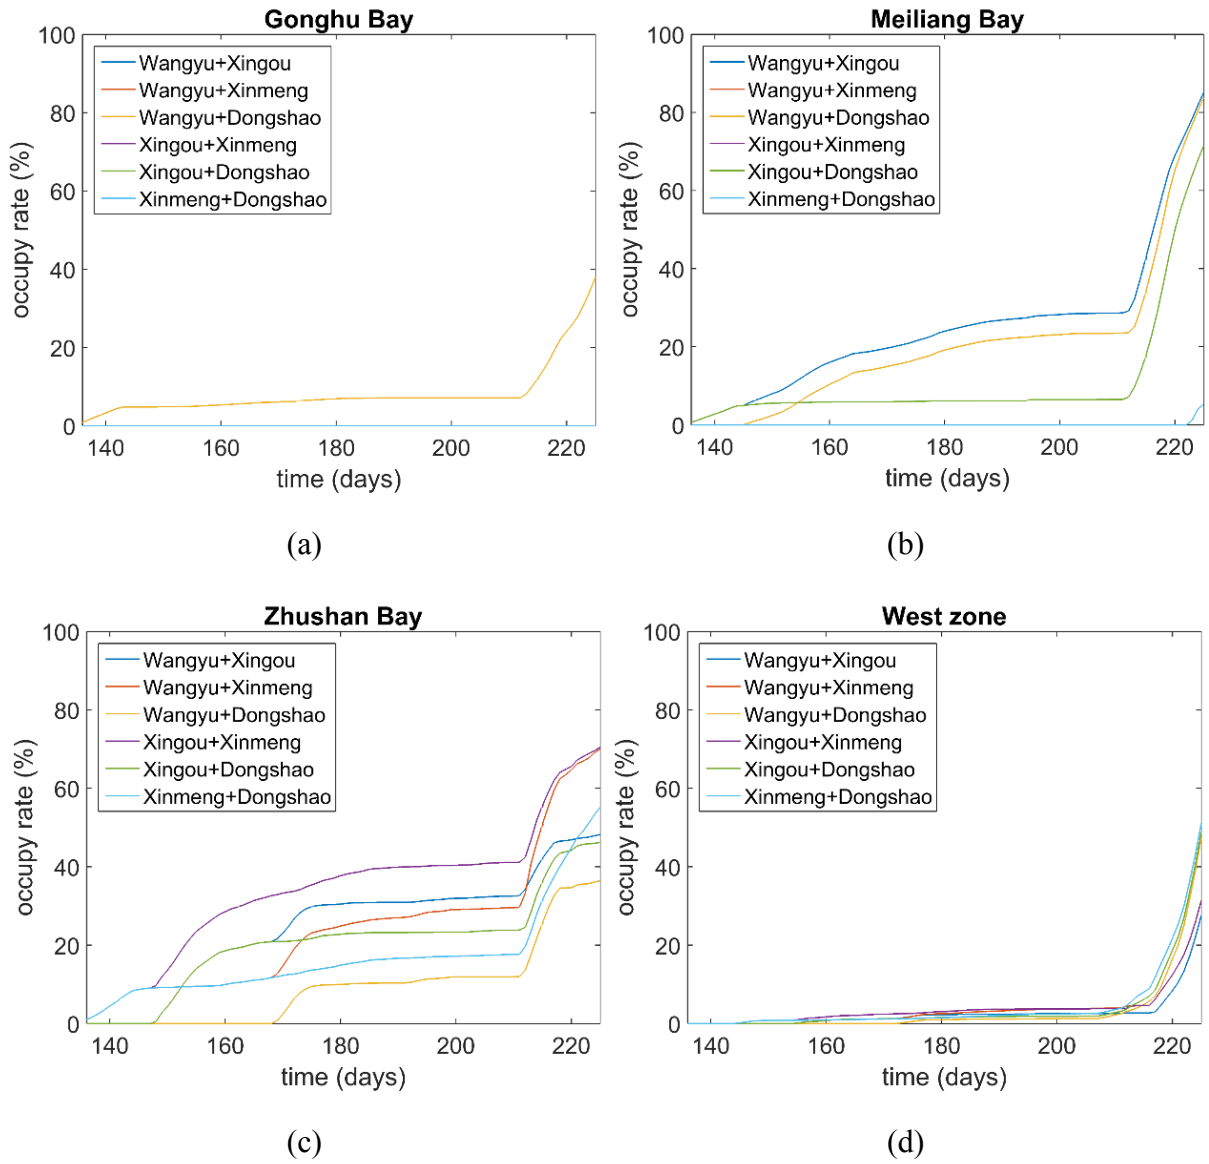 Gonghu Bay
100
80
60
40
20
0
occupy rate (%)
Wangyu+Xingou
Wangyu+Xinmeng
Wangyu+Dongshao
Xingou+Xinmeng
Xingou+Dongshao
Xinmeng+Dongshao
140 160 180 200 220
time (days)
(a)
Meiliang Bay
100
80
60
40
20
0
occupy rate (%)
Wangyu+Xingou
Wangyu+Xinmeng
Wangyu+Dongshao
Xingou+Xinmeng
Xingou+Dongshao
Xinmeng+Dongshao
140 160 180 200 220
time (days)
(b)
Zhushan Bay
100
80
60
40
20
0
occupy rate (%)
Wangyu+Xingou
Wangyu+Xinmeng
Wangyu+Dongshao
Xingou+Xinmeng
Xingou+Dongshao
Xinmeng+Dongshao
140 160 180 200 220
time (days)
(c)
West zone
100
80
60
40
20
0
occupy rate (%)
Wangyu+Xingou
Wangyu+Xinmeng
Wangyu+Dongshao
Xingou+Xinmeng
Xingou+Dongshao
Xinmeng+Dongshao
140 160 180 200 220
time (days)
(d)